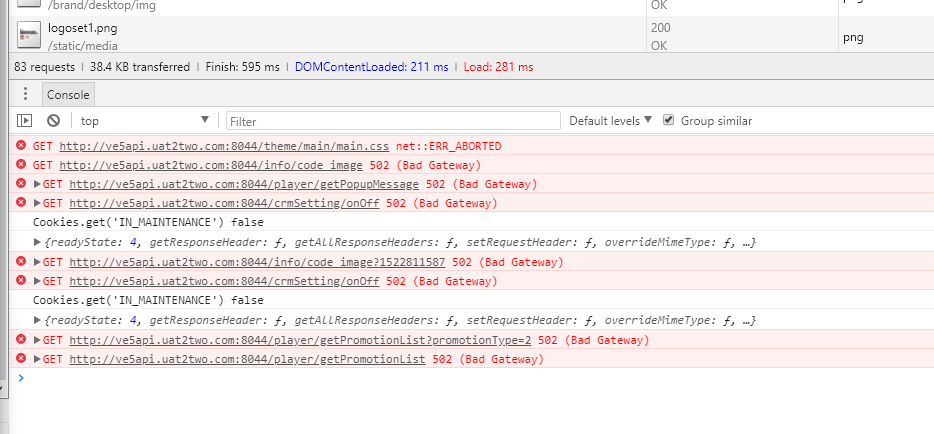 /brand/desktop/img OK
logoset1.png 200
/static/media OK png
83 requests | 38.4 KB transferred | Finish: 595 ms | DOMContentLoaded: 211 ms | Load: 281 ms
Console
top Filter Default levels Group similar
GET http://ve5api.uat2two.com:8044/theme/main/main.css net::ERR_ABORTED
GET http://ve5api.uat2two.com:8044/info/code_image 502 (Bad Gateway)
GET http://ve5api.uat2two.com:8044/player/getPopupMessage 502 (Bad Gateway)
GET http://ve5api.uat2two.com:8044/crmSetting/onOff 502 (Bad Gateway)
Cookies.get('IN_MAINTENANCE') false
{readyState: 4, getResponseHeader: ƒ, getAllResponseHeaders: ƒ, setRequestHeader: ƒ, overrideMimeType: ƒ, …}
GET http://ve5api.uat2two.com:8044/info/code_image?1522811587 502 (Bad Gateway)
GET http://ve5api.uat2two.com:8044/crmSetting/onOff 502 (Bad Gateway)
Cookies.get('IN_MAINTENANCE') false
{readyState: 4, getResponseHeader: ƒ, getAllResponseHeaders: ƒ, setRequestHeader: ƒ, overrideMimeType: ƒ, …}
GET http://ve5api.uat2two.com:8044/player/getPromotionList?promotionType=2 502 (Bad Gateway)
GET http://ve5api.uat2two.com:8044/player/getPromotionList 502 (Bad Gateway)